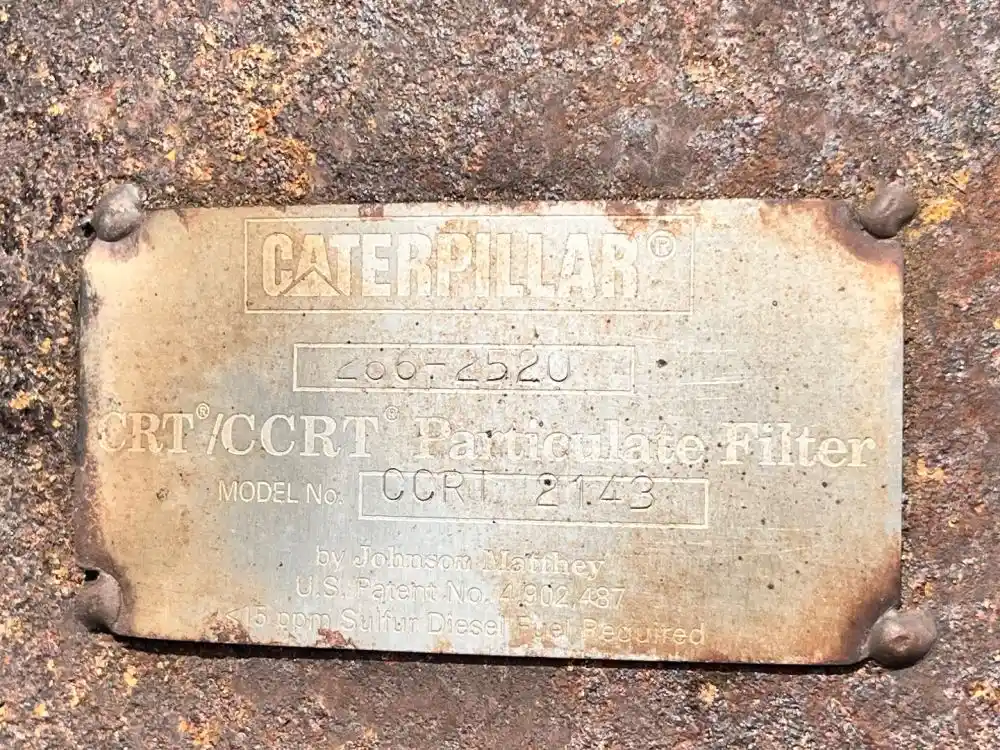 CATERPILLAR®
266-2520
CRT®/CCRT® Particulate Filter
MODEL No. CCRT 2143
by Johnson Matthey
U.S. Patent No. 4,902,487
<15 ppm Sulfur Diesel Fuel Required